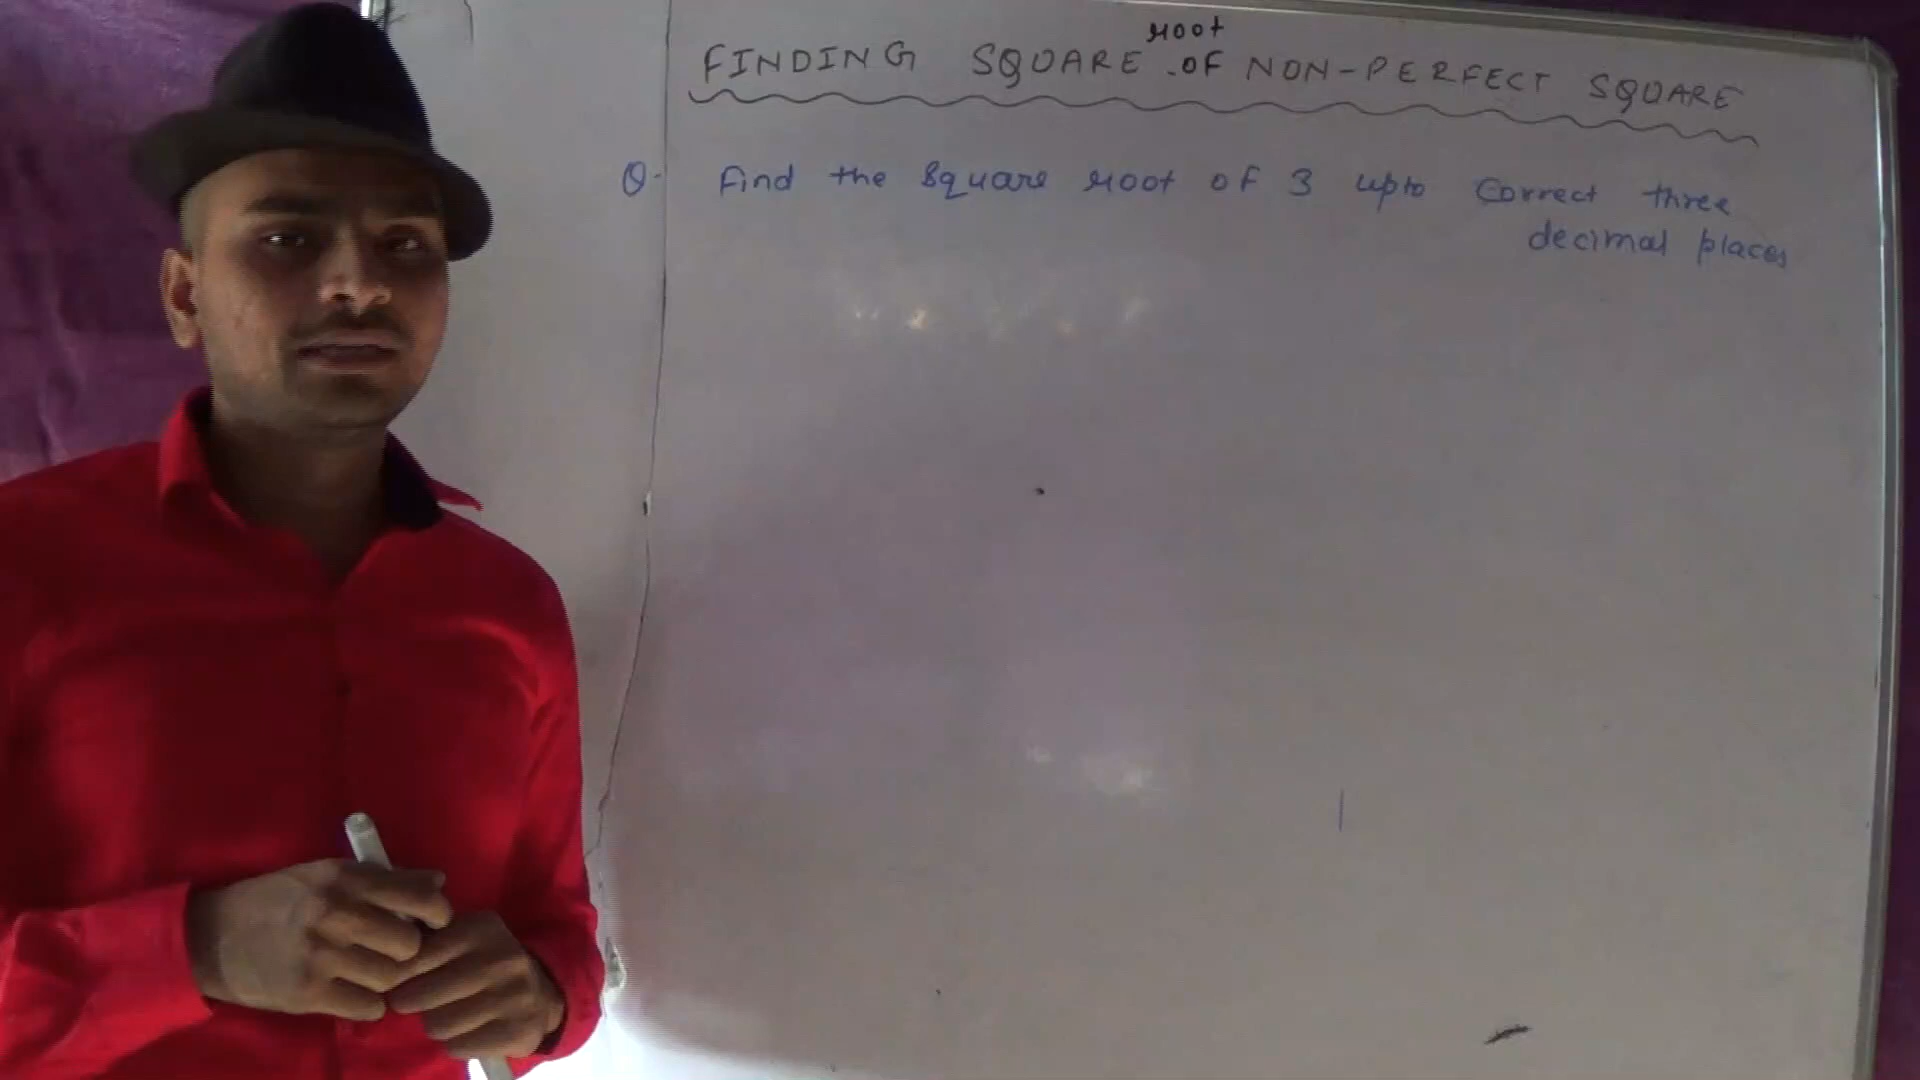 FINDING SQUARE root OF NON-PERFECT SQUARE
Q. Find the square root of 3 upto Correct three
decimal places